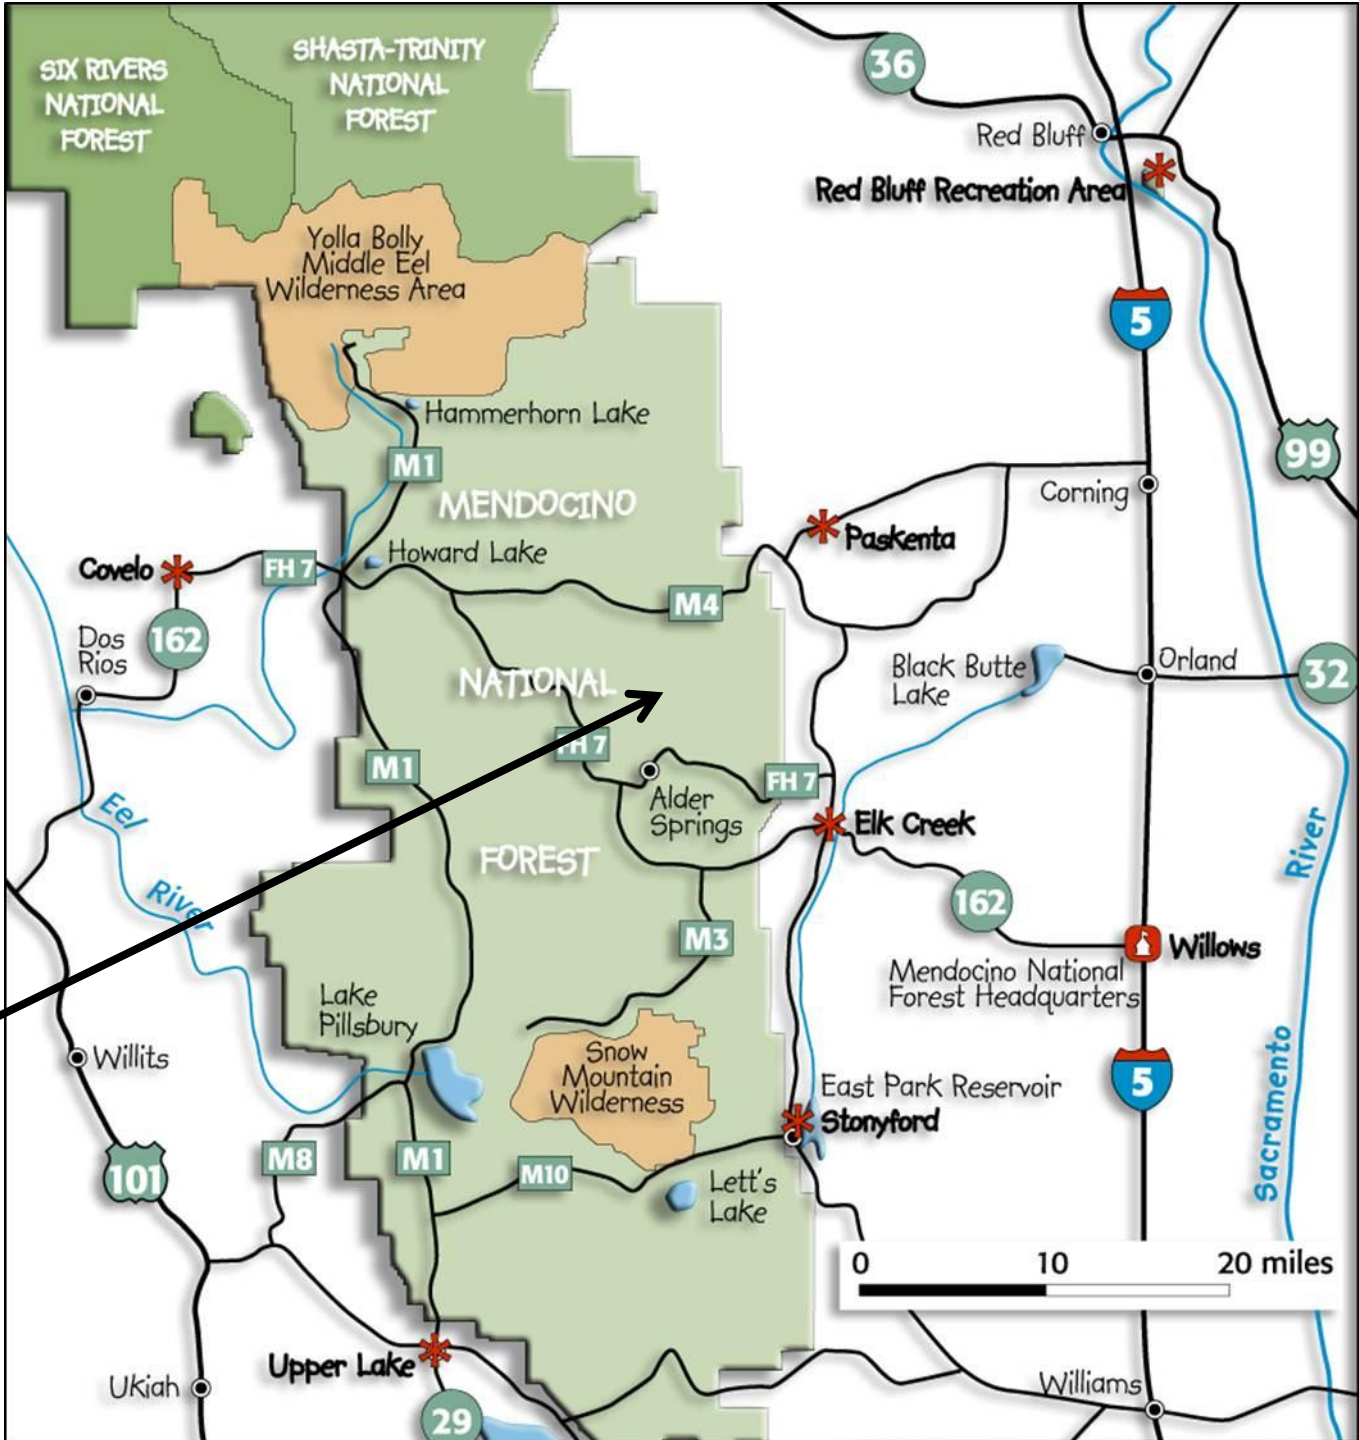 SIX RIVERS
NATIONAL
FOREST
SHASTA-TRINITY
NATIONAL
FOREST
36
Red Bluff
Red Bluff Recreation Area
Yolla Bolly
Middle Eel
Wilderness Area
5
99
Hammerhorn Lake
M1
MENDOCINO
Corning
Paskenta
Howard Lake
Covelo
FH 7
M4
162
Dos
Rios
NATIONAL
Black Butte
Lake
Orland
32
FH 7
M1
FH 7
Alder
Springs
Elk Creek
Eel
River
FOREST
River
162
M3
Willows
Mendocino National
Forest Headquarters
Lake
Pillsbury
Willits
Snow
Mountain
Wilderness
5
East Park Reservoir
Stonyford
Sacramento
101
M8
M1
M10
Lett's
Lake
0 10 20 miles
Upper Lake
Ukiah
29
Williams